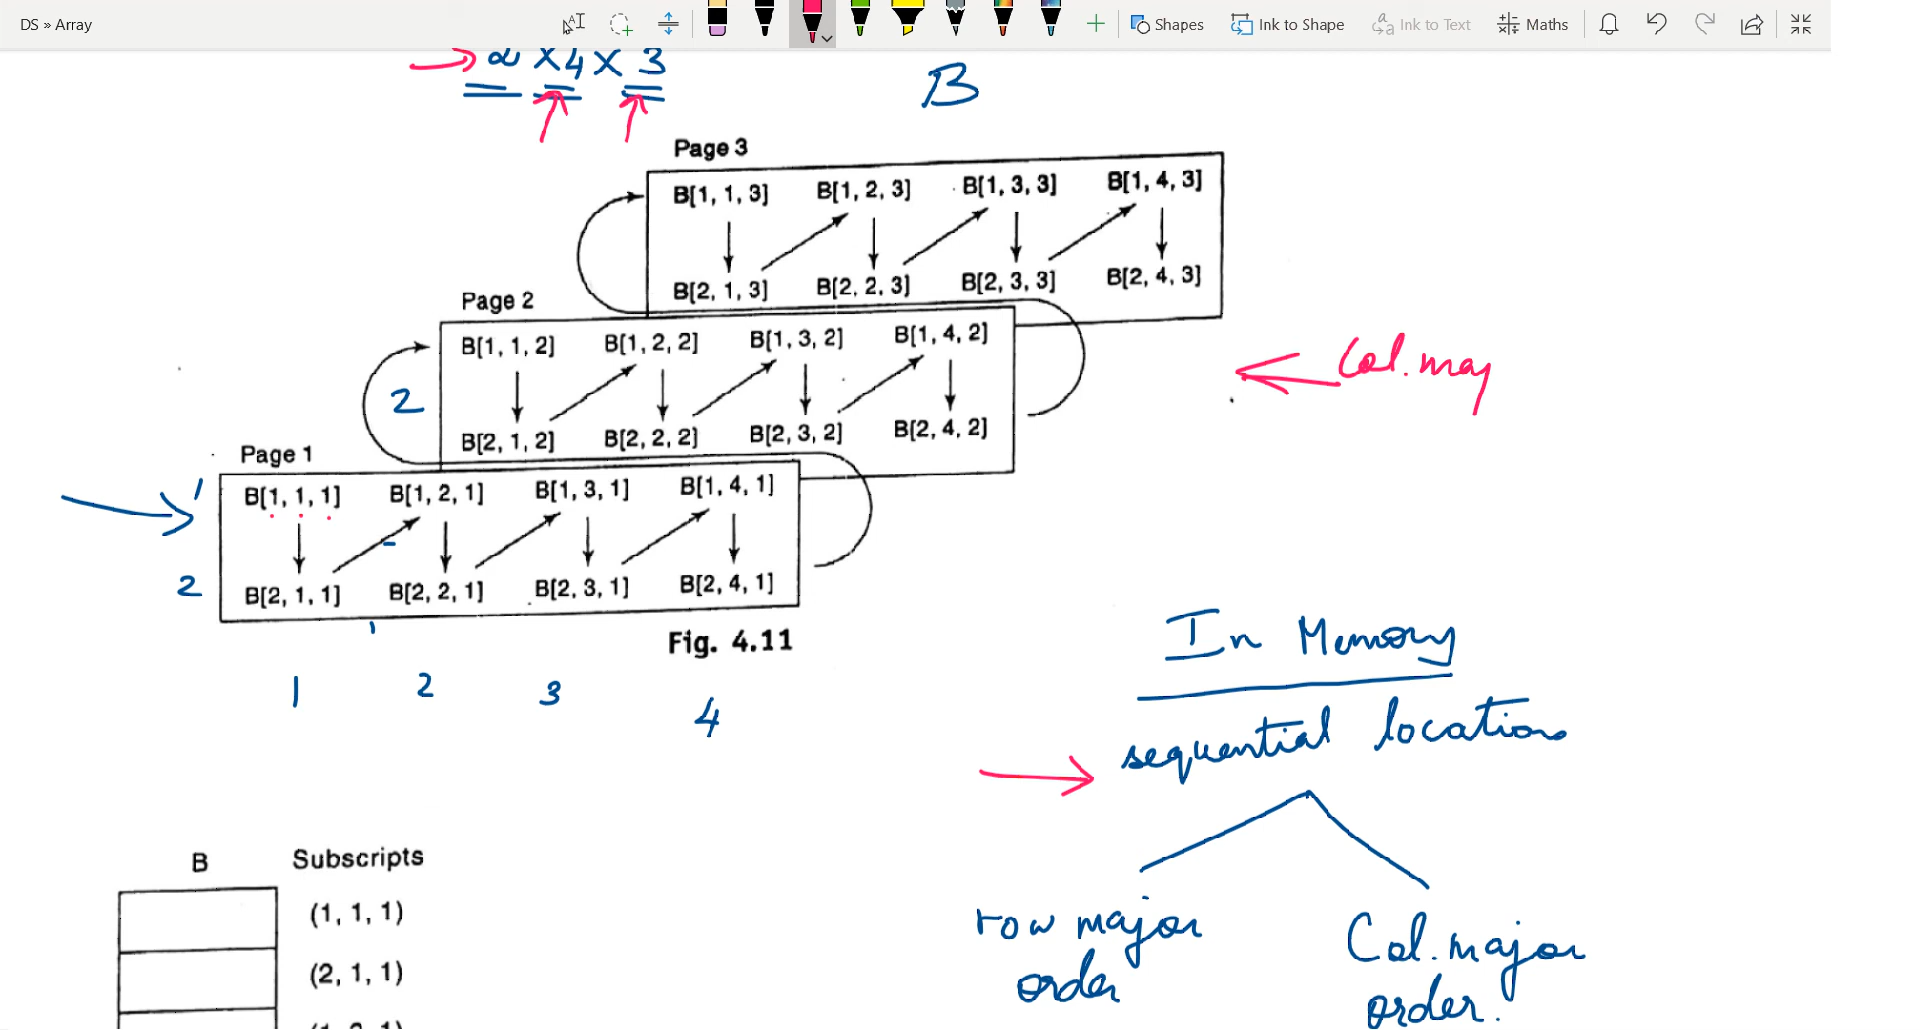 DS » Array
Shapes
Ink to Shape
Ink to Text
Maths
2 × 4 × 3
B
Page 3
B[1, 1, 3] B[1, 2, 3] B[1, 3, 3] B[1, 4, 3]
B[2, 1, 3] B[2, 2, 3] B[2, 3, 3] B[2, 4, 3]
Page 2
B[1, 1, 2] B[1, 2, 2] B[1, 3, 2] B[1, 4, 2]
2
B[2, 1, 2] B[2, 2, 2] B[2, 3, 2] B[2, 4, 2]
Col. maj
Page 1
1
B[1, 1, 1] B[1, 2, 1] B[1, 3, 1] B[1, 4, 1]
2
B[2, 1, 1] B[2, 2, 1] B[2, 3, 1] B[2, 4, 1]
Fig. 4.11
1 2 3 4
In Memory
sequential locations
row major
order
Col. major
order.
B Subscripts
(1, 1, 1)
(2, 1, 1)